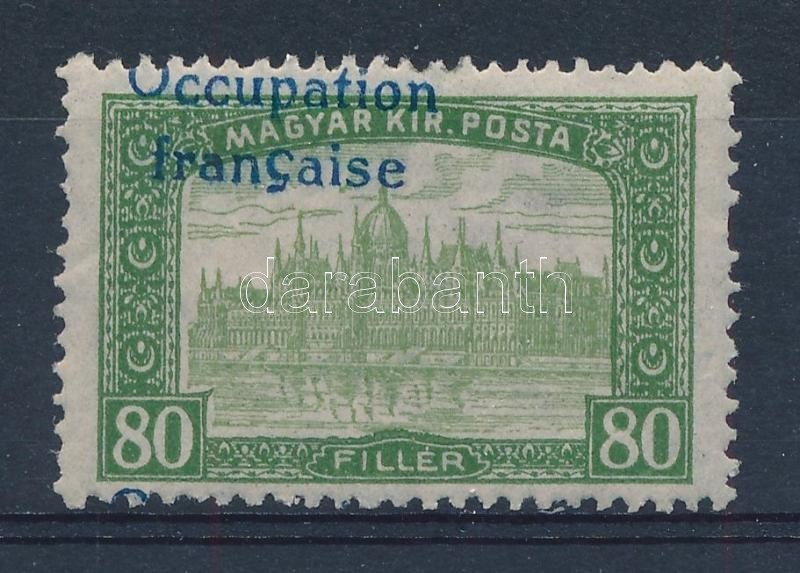 Occupation
MAGYAR KIR. POSTA
française
darabanth
80 80
FILLÉR